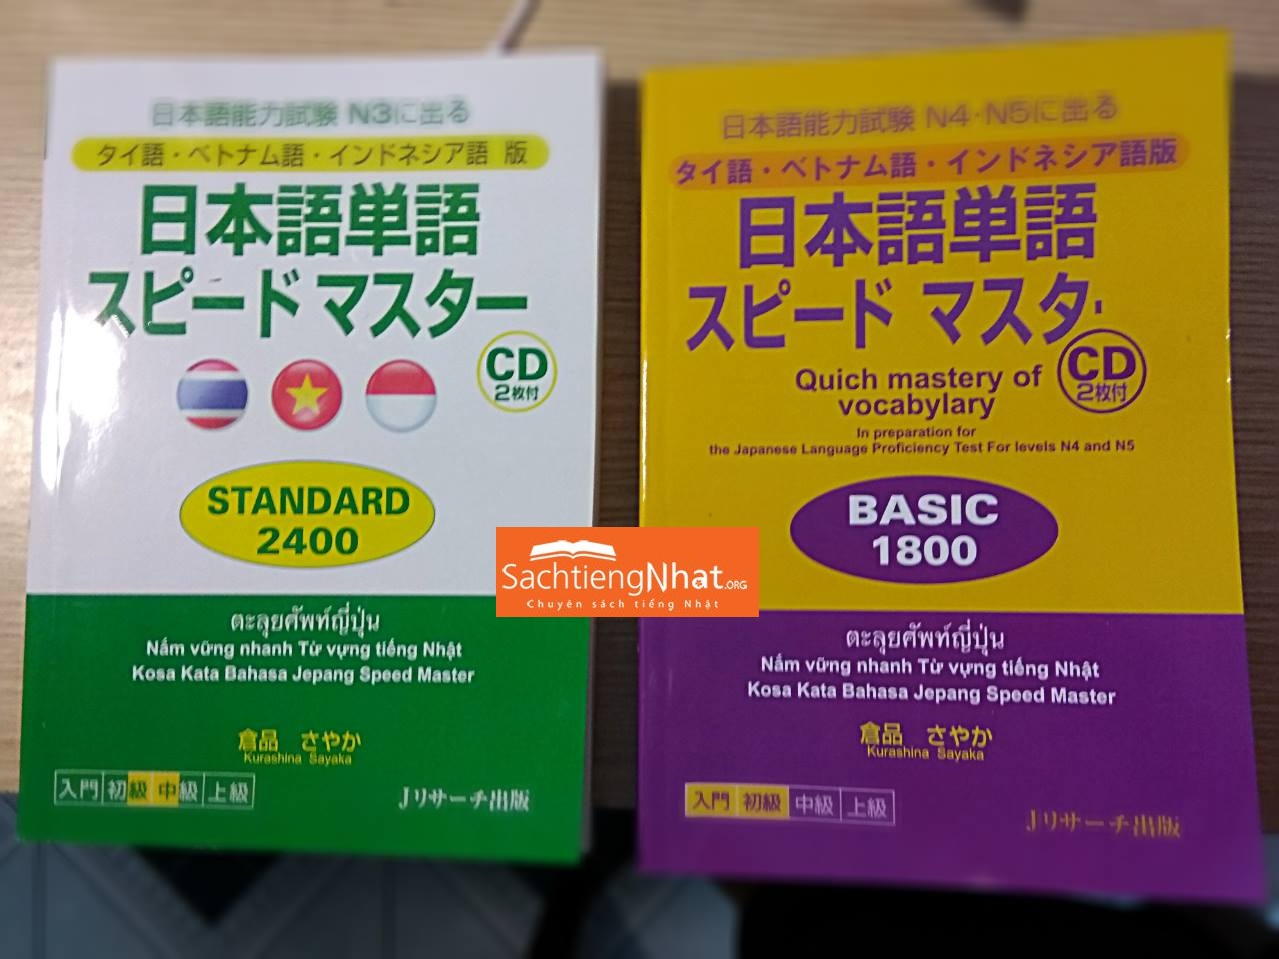 日本語能力試験 N3に出る
タイ語・ベトナム語・インドネシア語 版
日本語単語
スピード マスター
CD
2枚付
STANDARD
2400
ตะลุยศัพท์ญี่ปุ่น
Nắm vững nhanh Từ vựng tiếng Nhật
Kosa Kata Bahasa Jepang Speed Master
倉品 さやか
Kurashina Sayaka
入門 初級 中級 上級
Jリサーチ出版
日本語能力試験 N4・N5に出る
タイ語・ベトナム語・インドネシア語版
日本語単語
スピード マスター
CD
2枚付
Quich mastery of
vocabylary
In preparation for
the Japanese Language Proficiency Test For levels N4 and N5
BASIC
1800
ตะลุยศัพท์ญี่ปุ่น
Nắm vững nhanh Từ vựng tiếng Nhật
Kosa Kata Bahasa Jepang Speed Master
倉品 さやか
Kurashina Sayaka
入門 初級 中級 上級
Jリサーチ出版
SachtiengNhat.ORG
Chuyên sách tiếng Nhật